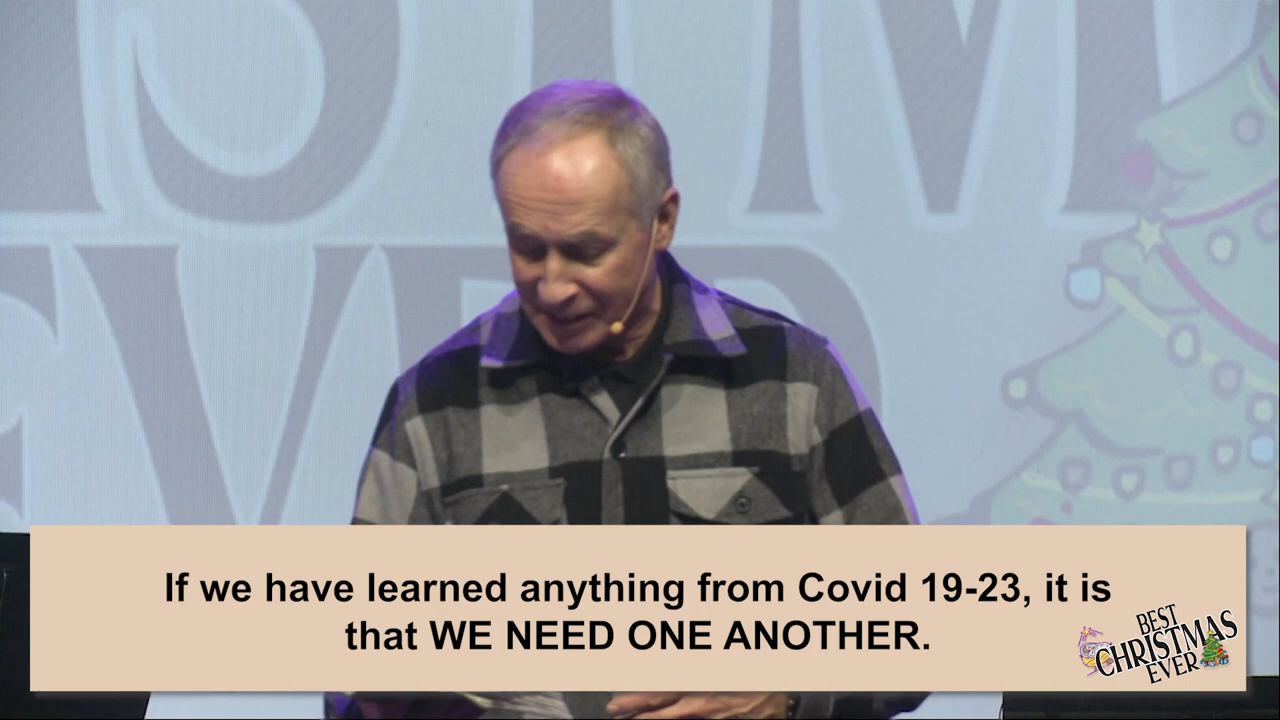 If we have learned anything from Covid 19-23, it is
that WE NEED ONE ANOTHER.
BEST
CHRISTMAS
EVER